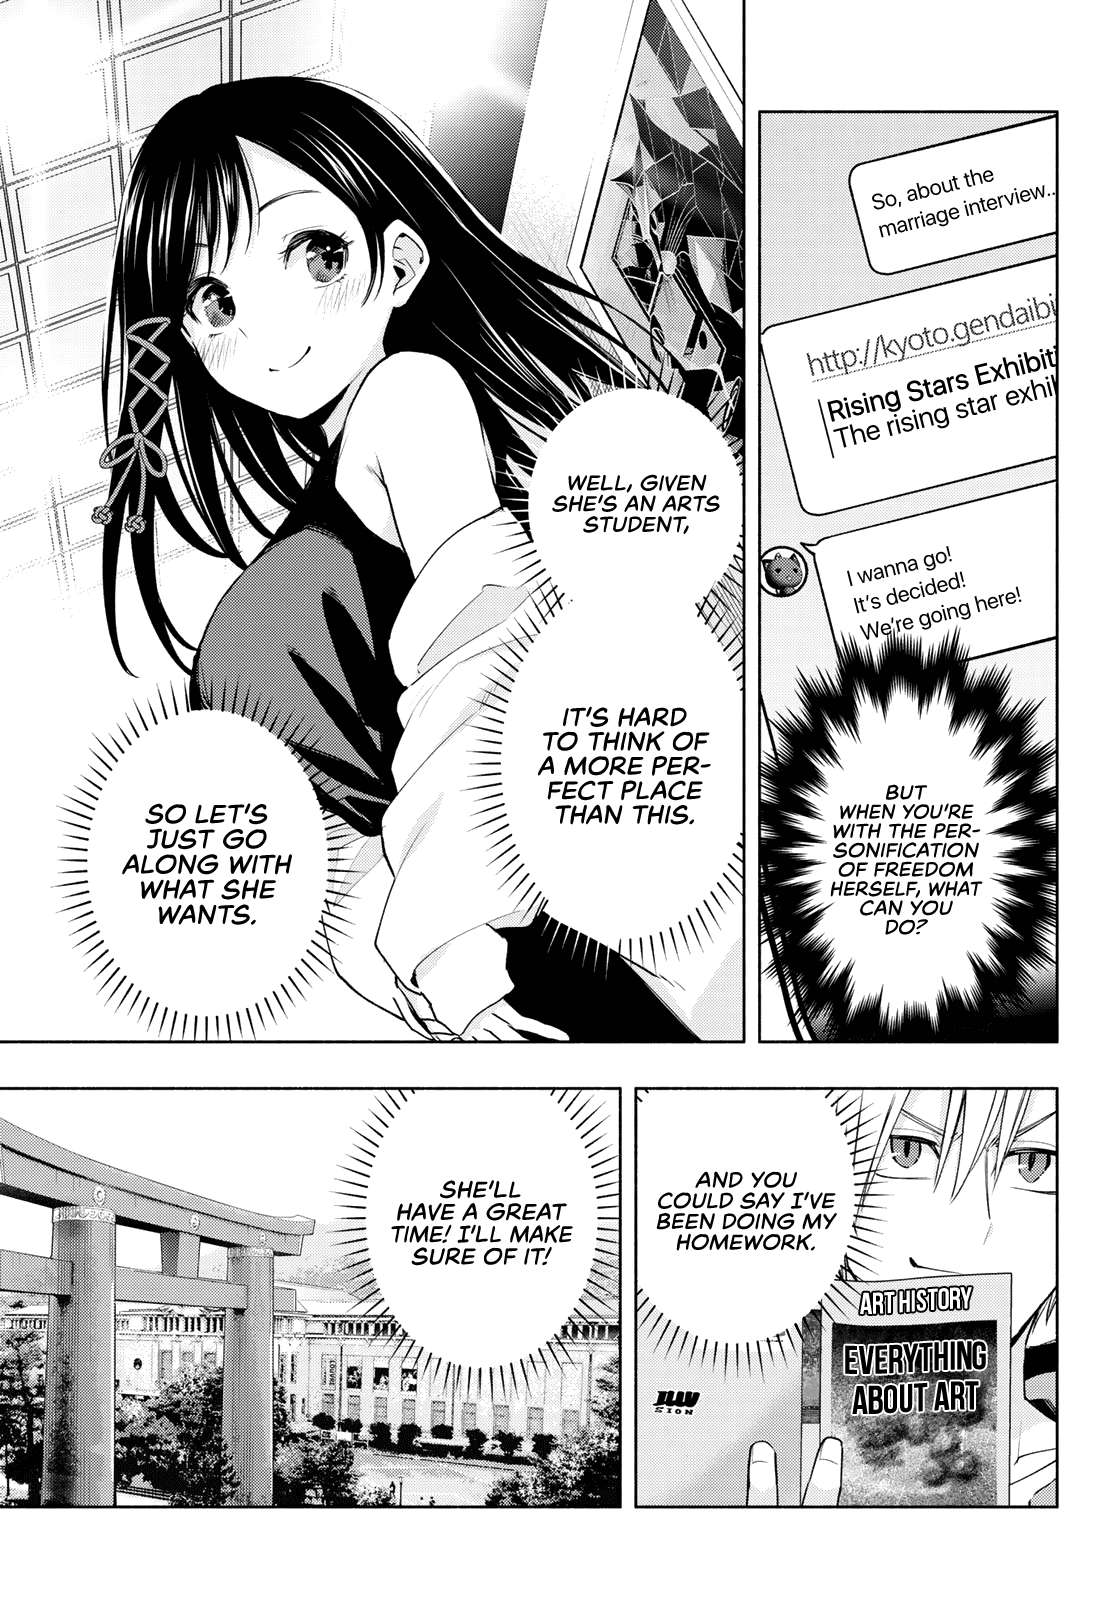 So, about the
marriage interview..
http://kyoto.gendaibi
Rising Stars Exhibiti
The rising star exhil
I wanna go!
It's decided!
We're going here!
BUT
WHEN YOU'RE
WITH THE PER-
SONIFICATION
OF FREEDOM
HERSELF, WHAT
CAN YOU
DO?
WELL, GIVEN
SHE'S AN ARTS
STUDENT,
IT'S HARD
TO THINK OF
A MORE PER-
FECT PLACE
THAN THIS.
SO LET'S
JUST GO
ALONG WITH
WHAT SHE
WANTS.
AND YOU
COULD SAY I'VE
BEEN DOING MY
HOMEWORK.
ART HISTORY
EVERYTHING
ABOUT ART
SION
SHE'LL
HAVE A GREAT
TIME! I'LL MAKE
SURE OF IT!